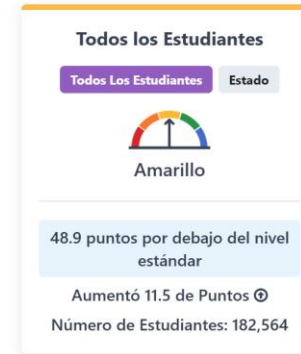 Todos los Estudiantes
Todos Los Estudiantes Estado
Amarillo
48.9 puntos por debajo del nivel
estándar
Aumentó 11.5 de Puntos
Número de Estudiantes: 182,564